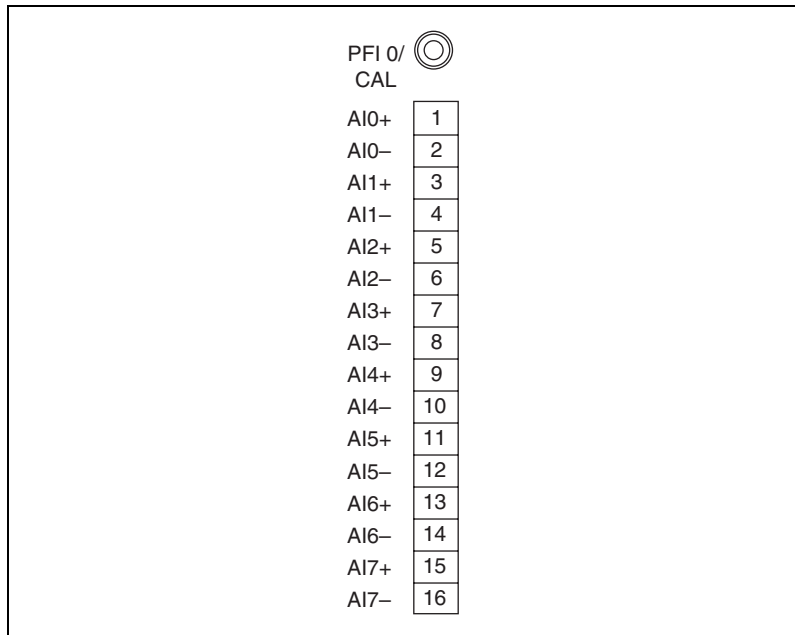 PFI 0/
CAL
AI0+ 1
AI0– 2
AI1+ 3
AI1– 4
AI2+ 5
AI2– 6
AI3+ 7
AI3– 8
AI4+ 9
AI4– 10
AI5+ 11
AI5– 12
AI6+ 13
AI6– 14
AI7+ 15
AI7– 16